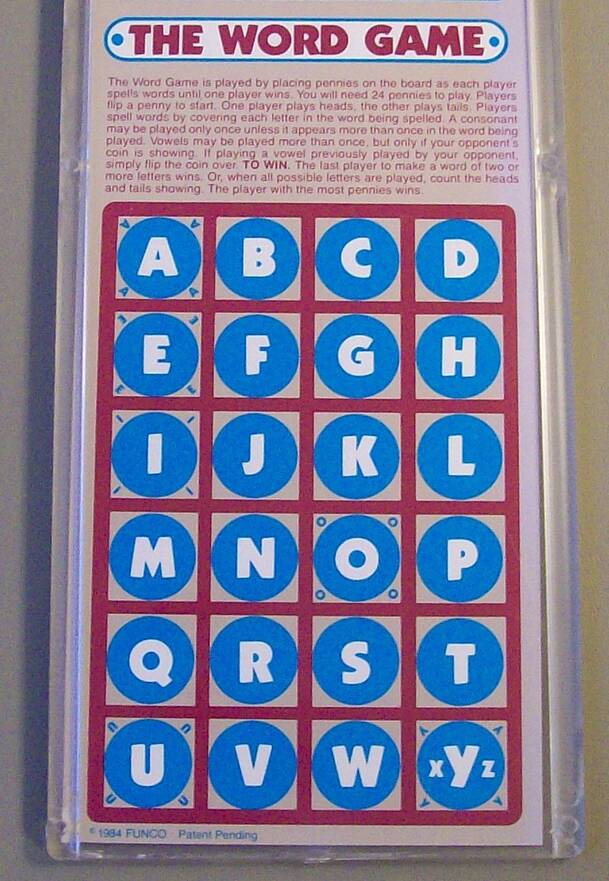 THE WORD GAME
The Word Game is played by placing pennies on the board as each player
spells words until one player wins. You will need 24 pennies to play. Players
flip a penny to start. One player plays heads, the other plays tails. Players
spell words by covering each letter in the word being spelled. A consonant
may be played only once unless it appears more than once in the word being
played. Vowels may be played more than once, but only if your opponent's
coin is showing. If playing a vowel previously played by your opponent,
simply flip the coin over. TO WIN. The last player to make a word of two or
more letters wins. Or, when all possible letters are played, count the heads
and tails showing. The player with the most pennies wins.
A B C D
E F G H
I J K L
M N O P
Q R S T
U V W xyz
© 1984 FUNCO Patent Pending